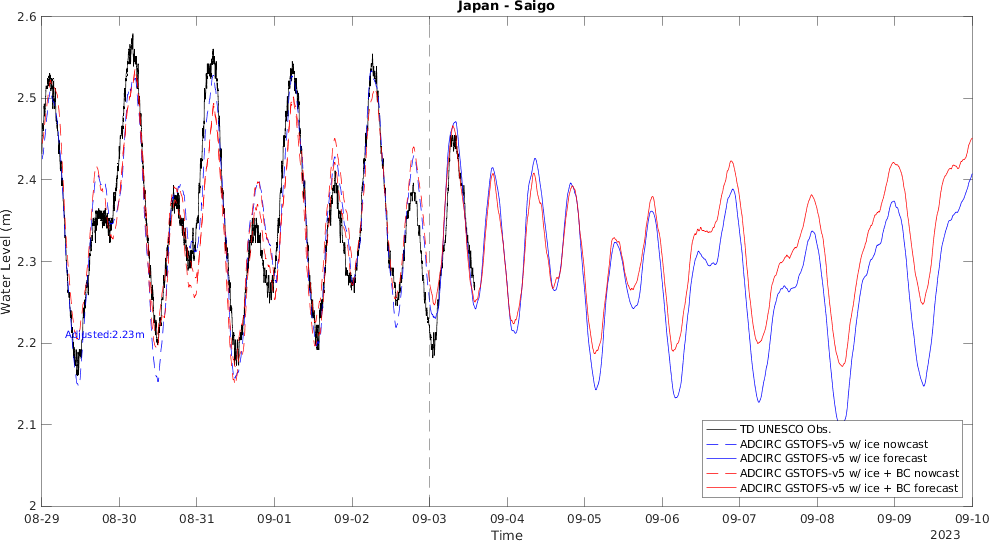 Japan - Saigo
2.6
2.5
2.4
2.3
2.2
2.1
2
Water Level (m)
Adjusted:2.23m
TD UNESCO Obs.
ADCIRC GSTOFS-v5 w/ ice nowcast
ADCIRC GSTOFS-v5 w/ ice forecast
ADCIRC GSTOFS-v5 w/ ice + BC nowcast
ADCIRC GSTOFS-v5 w/ ice + BC forecast
08-29 08-30 08-31 09-01 09-02 09-03 09-04 09-05 09-06 09-07 09-08 09-09 09-10
Time
2023